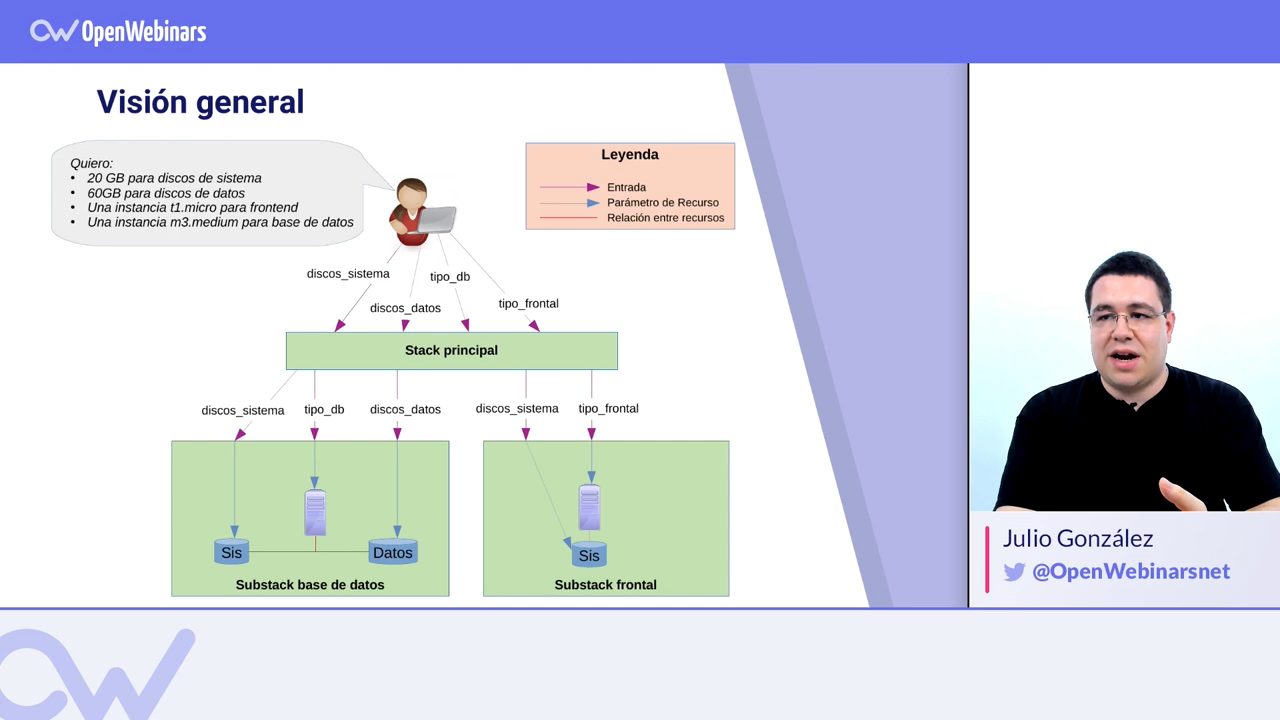 OpenWebinars
Visión general
Quiero:
• 20 GB para discos de sistema
• 60GB para discos de datos
• Una instancia t1.micro para frontend
• Una instancia m3.medium para base de datos
Leyenda
Entrada
Parámetro de Recurso
Relación entre recursos
discos_sistema
tipo_db
discos_datos
tipo_frontal
Stack principal
discos_sistema
tipo_db
discos_datos
discos_sistema
tipo_frontal
Sis
Datos
Sis
Substack base de datos
Substack frontal
Julio González
@OpenWebinarsnet